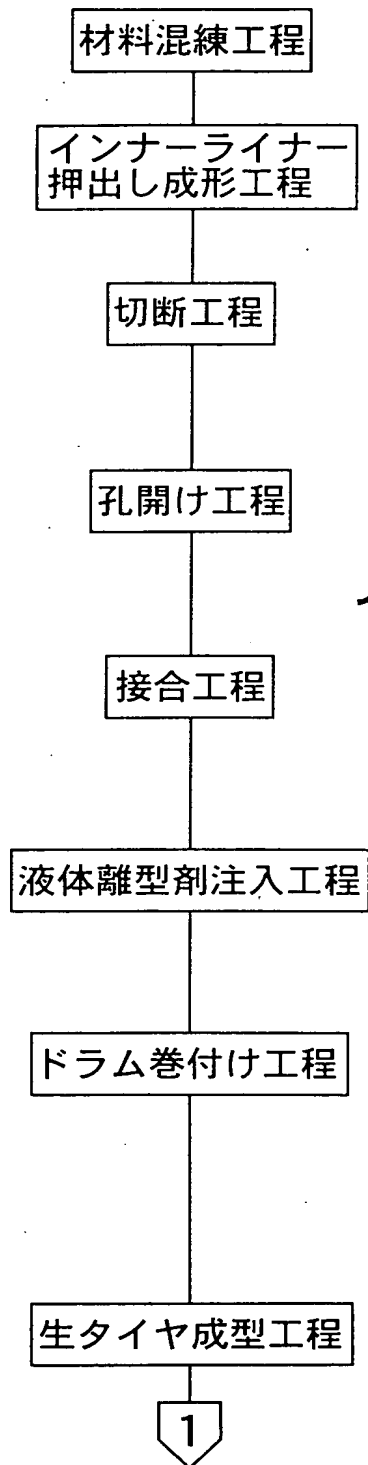 材料混練工程
インナーライナー
押出し成形工程
切断工程
孔開け工程
接合工程
液体離型剤注入工程
ドラム巻付け工程
生タイヤ成型工程
1